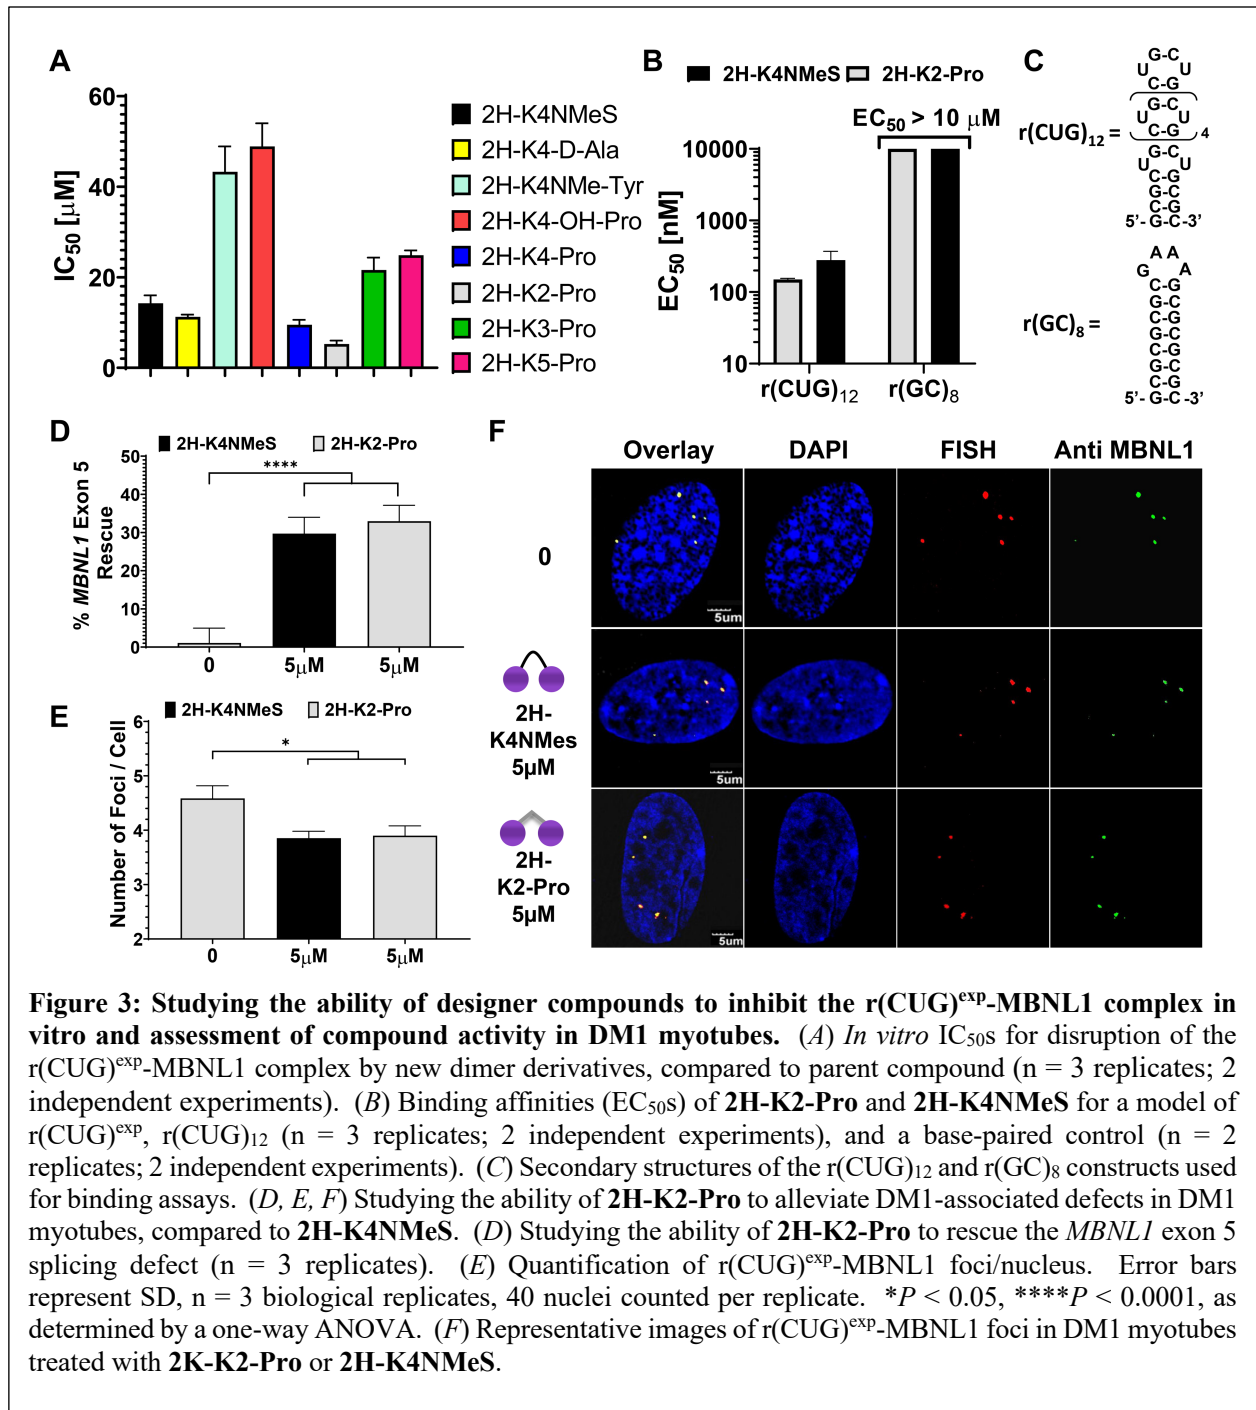 A
60
40
20
0
IC50 [µM]
2H-K4NMeS
2H-K4-D-Ala
2H-K4NMe-Tyr
2H-K4-OH-Pro
2H-K4-Pro
2H-K2-Pro
2H-K3-Pro
2H-K5-Pro
B
2H-K4NMeS 2H-K2-Pro
EC50 > 10 µM
10000
1000
100
10
EC50 [nM]
r(CUG)12 r(GC)8
C
G-C
U U
C-G
r(CUG)12 =
G-C
U U
C-G 4
G-C
U U
C-G
G-C
C-G
5'- G-C -3'
A A
G A
r(GC)8 =
C-G
G-C
C-G
G-C
C-G
G-C
C-G
5'- G-C -3'
D
2H-K4NMeS 2H-K2-Pro
****
50
40
30
20
10
0
% MBNL1 Exon 5
Rescue
0 5µM 5µM
E
2H-K4NMeS 2H-K2-Pro
*
6
5
4
3
2
Number of Foci / Cell
0 5µM 5µM
F
Overlay DAPI FISH Anti MBNL1
0
5um
2H-
K4NMes
5µM
5um
2H-
K2-Pro
5µM
5um
Figure 3: Studying the ability of designer compounds to inhibit the r(CUG)exp-MBNL1 complex in
vitro and assessment of compound activity in DM1 myotubes. (A) In vitro IC50s for disruption of the
r(CUG)exp-MBNL1 complex by new dimer derivatives, compared to parent compound (n = 3 replicates; 2
independent experiments). (B) Binding affinities (EC50s) of 2H-K2-Pro and 2H-K4NMeS for a model of
r(CUG)exp, r(CUG)12 (n = 3 replicates; 2 independent experiments), and a base-paired control (n = 2
replicates; 2 independent experiments). (C) Secondary structures of the r(CUG)12 and r(GC)8 constructs used
for binding assays. (D, E, F) Studying the ability of 2H-K2-Pro to alleviate DM1-associated defects in DM1
myotubes, compared to 2H-K4NMeS. (D) Studying the ability of 2H-K2-Pro to rescue the MBNL1 exon 5
splicing defect (n = 3 replicates). (E) Quantification of r(CUG)exp-MBNL1 foci/nucleus. Error bars
represent SD, n = 3 biological replicates, 40 nuclei counted per replicate. *P < 0.05, ****P < 0.0001, as
determined by a one-way ANOVA. (F) Representative images of r(CUG)exp-MBNL1 foci in DM1 myotubes
treated with 2K-K2-Pro or 2H-K4NMeS.